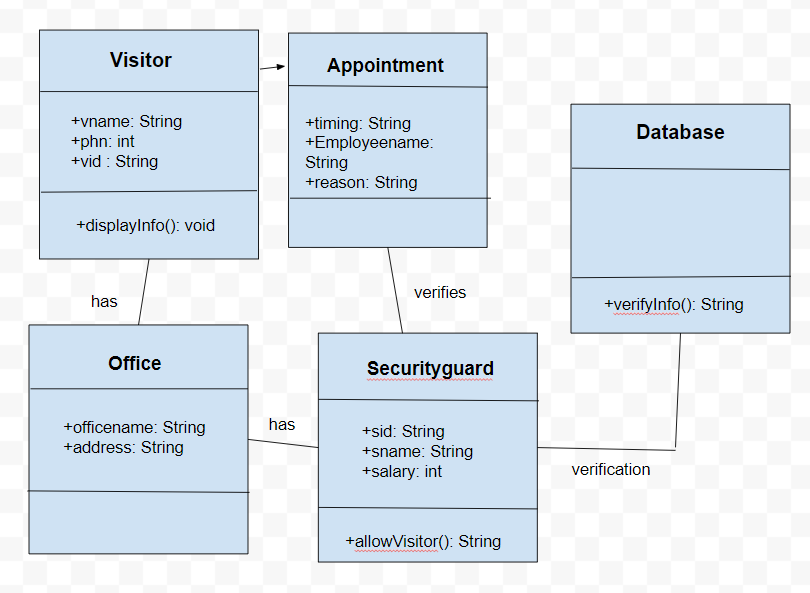 Visitor
+vname: String
+phn: int
+vid : String
+displayInfo(): void
Appointment
+timing: String
+Employeename:
String
+reason: String
Database
+verifyInfo(): String
has
verifies
Office
+officename: String
+address: String
has
Securityguard
+sid: String
+sname: String
+salary: int
+allowVisitor(): String
verification